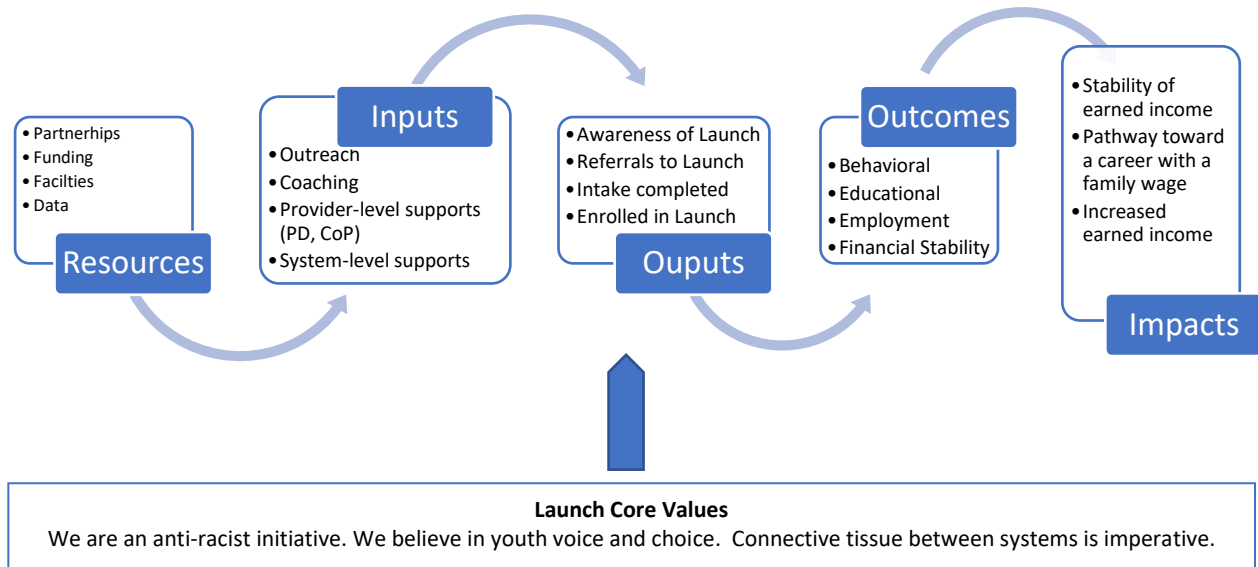 • Partnerhips
• Funding
• Facilties
• Data
Resources
Inputs
• Outreach
• Coaching
• Provider-level supports
(PD, CoP)
• System-level supports
• Awareness of Launch
• Referrals to Launch
• Intake completed
• Enrolled in Launch
Ouputs
Outcomes
• Behavioral
• Educational
• Employment
• Financial Stability
• Stability of
earned income
• Pathway toward
a career with a
family wage
• Increased
earned income
Impacts
Launch Core Values
We are an anti-racist initiative. We believe in youth voice and choice.  Connective tissue between systems is imperative.